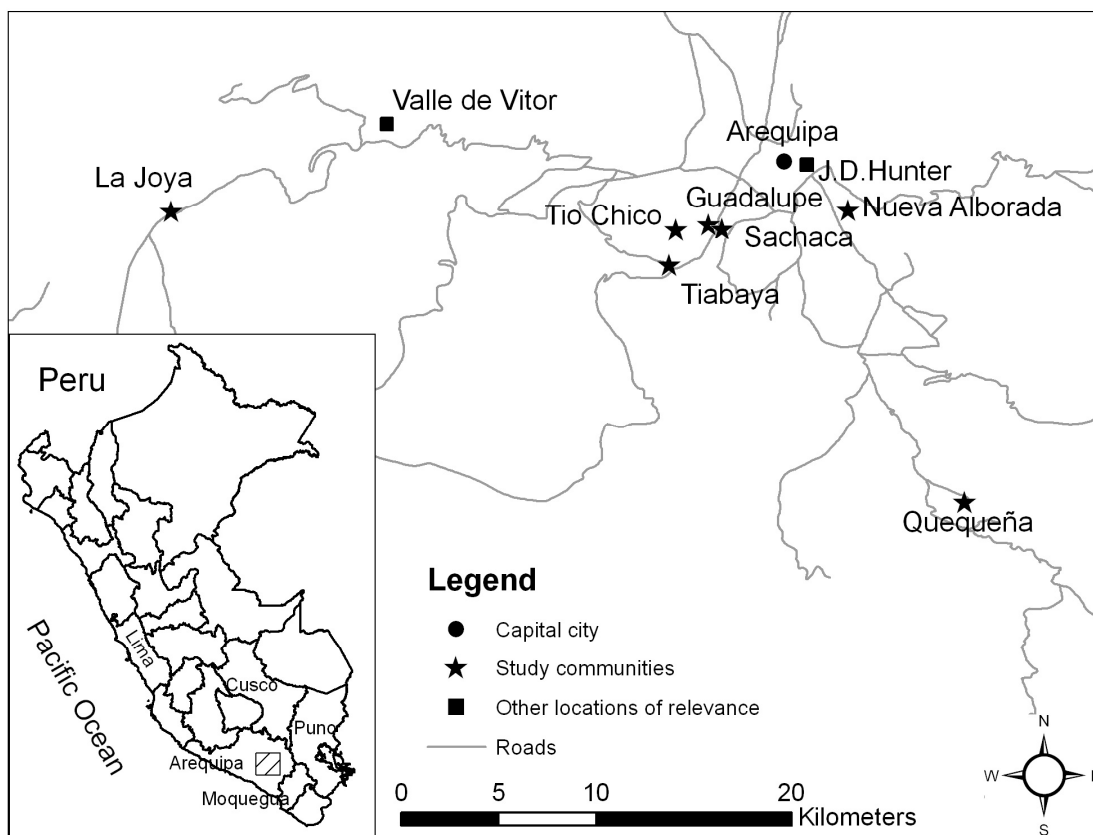 Valle de Vitor
Arequipa
La Joya
J.D.Hunter
Guadalupe
Tio Chico
Nueva Alborada
Sachaca
Tiabaya
Peru
Quequeña
Legend
Capital city
Study communities
Other locations of relevance
Roads
0 5 10 20
Kilometers
N
W
E
S
Pacific Ocean
Lima
Cusco
Puno
Arequipa
Moquegua